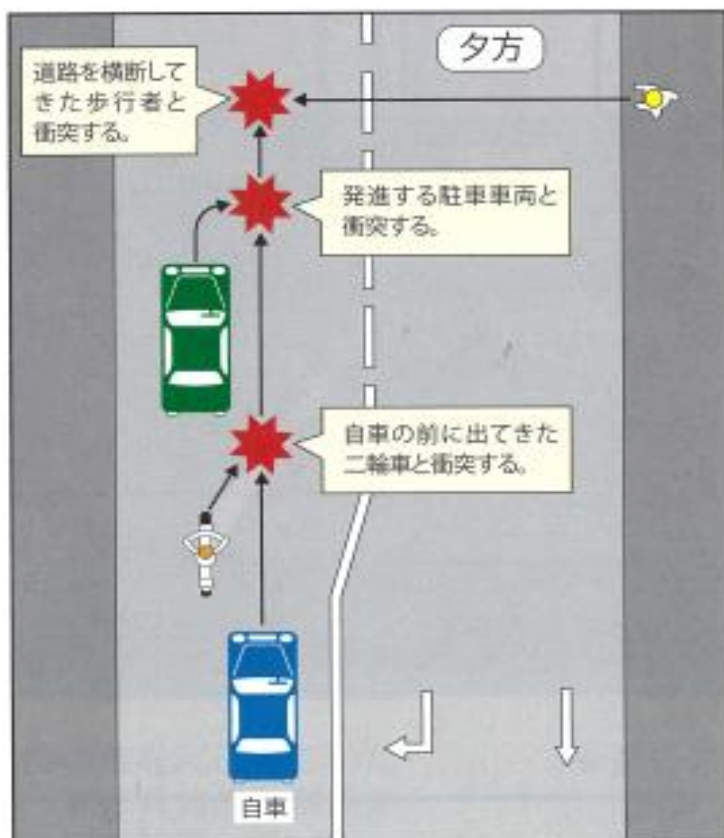 夕方
道路を横断して
きた歩行者と
衝突する。
発進する駐車車両と
衝突する。
自車の前に出てきた
二輪車と衝突する。
自車